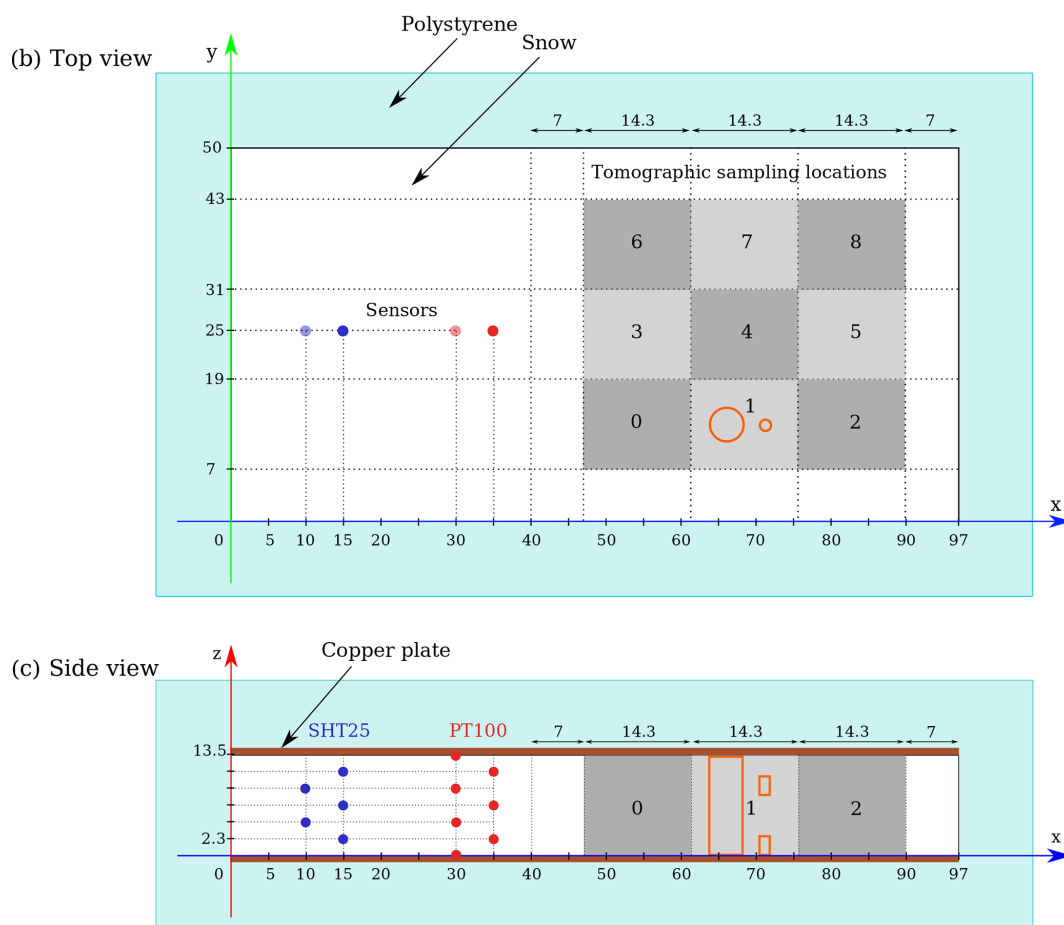 Polystyrene
Snow
(b) Top view
y
7 14.3 14.3 14.3 7
50
Tomographic sampling locations
43
6 7 8
31
Sensors
25
3 4 5
19
1
0 2
7
x
0 5 10 15 20 30 40 50 60 70 80 90 97
Copper plate
(c) Side view
z
SHT25 PT100
7 14.3 14.3 14.3 7
13.5
0 1 2
2.3
x
0 5 10 15 20 30 40 50 60 70 80 90 97